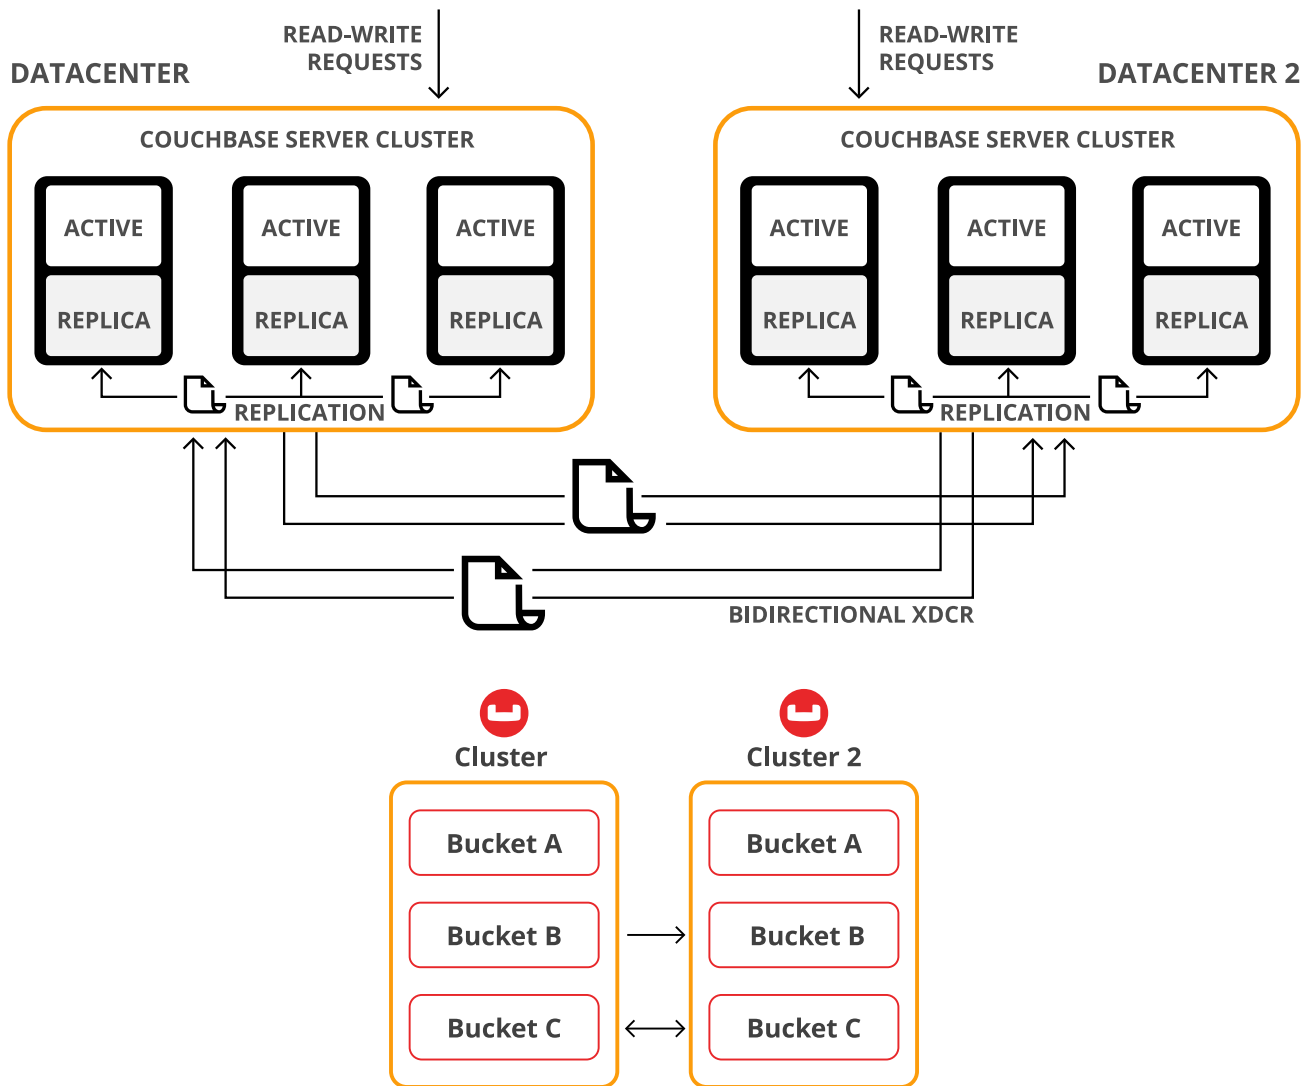 READ-WRITE
REQUESTS
READ-WRITE
REQUESTS
DATACENTER
DATACENTER 2
COUCHBASE SERVER CLUSTER
COUCHBASE SERVER CLUSTER
ACTIVE
ACTIVE
ACTIVE
ACTIVE
ACTIVE
ACTIVE
REPLICA
REPLICA
REPLICA
REPLICA
REPLICA
REPLICA
REPLICATION
REPLICATION
BIDIRECTIONAL XDCR
Cluster
Cluster 2
Bucket A
Bucket A
Bucket B
Bucket B
Bucket C
Bucket C